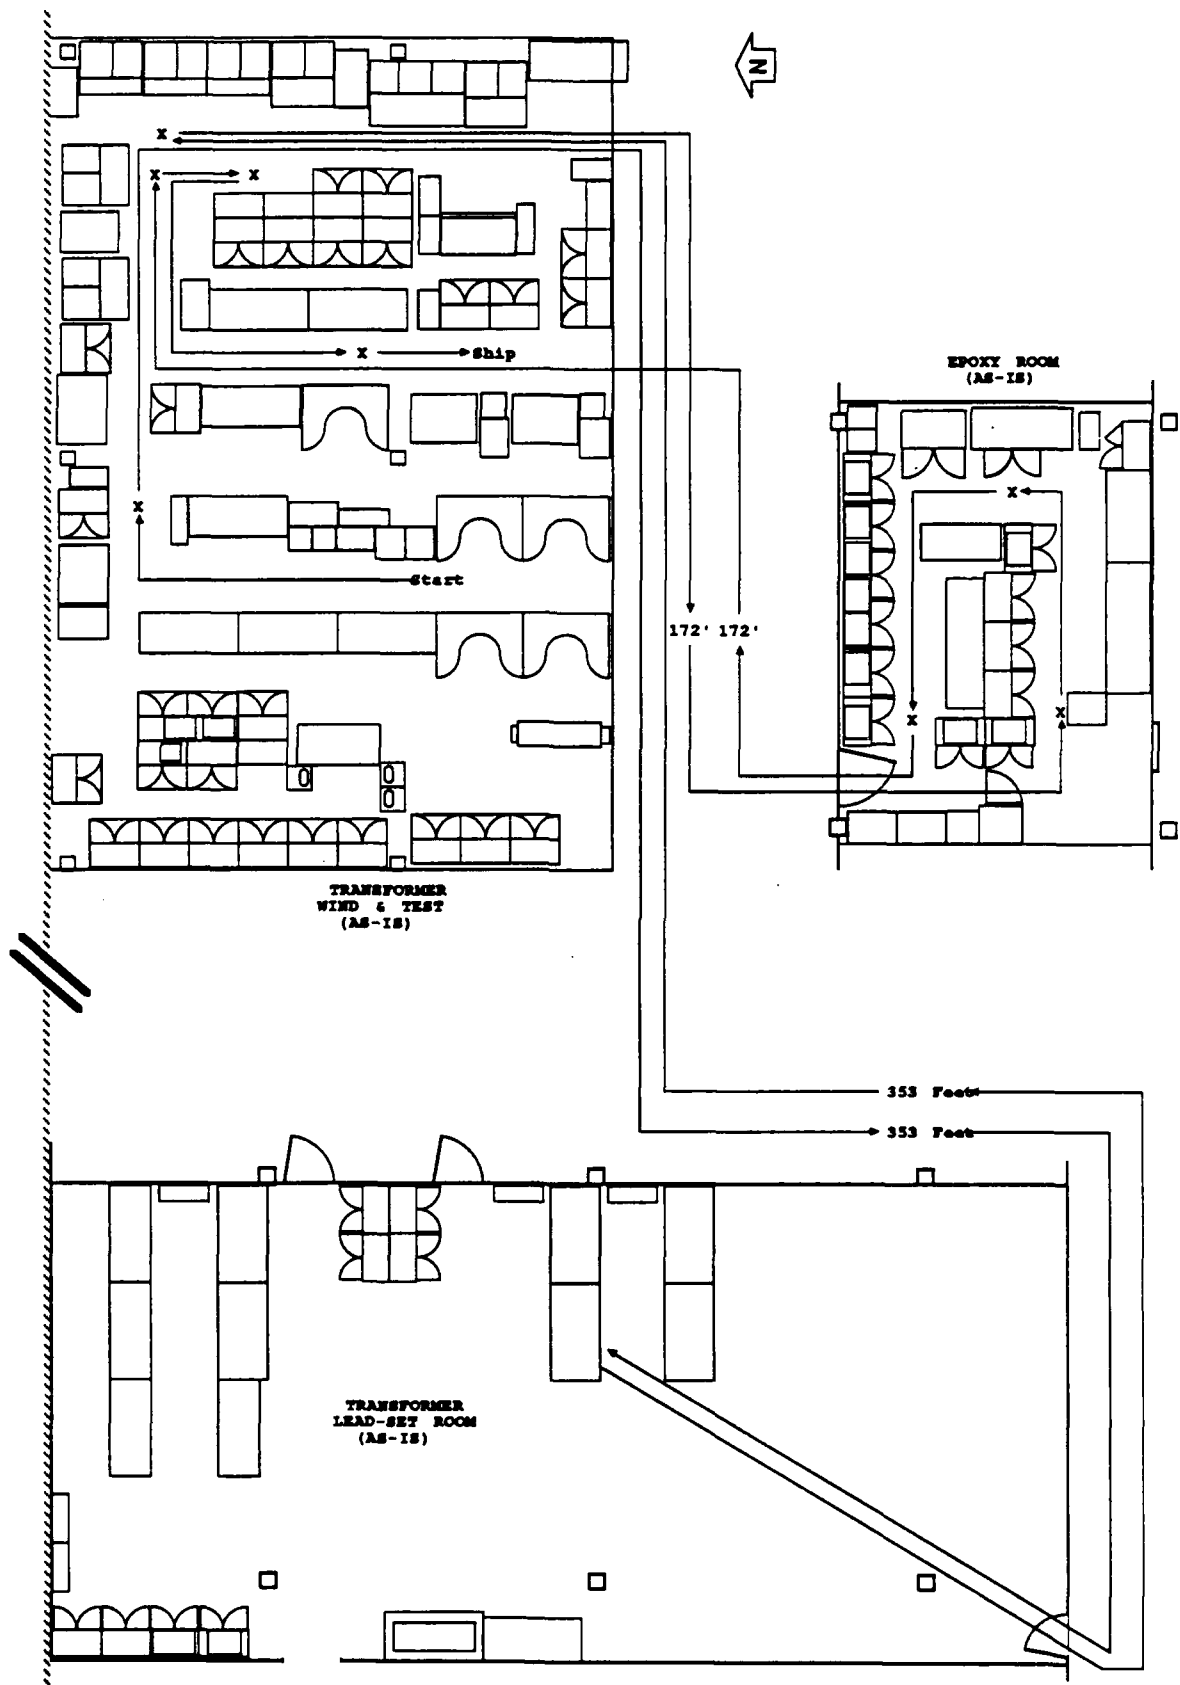 N
X
X
X
X
Ship
EPOXY ROOM
(AS-IS)
X
X
Start
172' 172'
X
X
TRANSFORMER
WIND & TEST
(AS-IS)
353 Feet
353 Feet
TRANSFORMER
LEAD-SET ROOM
(AS-IS)